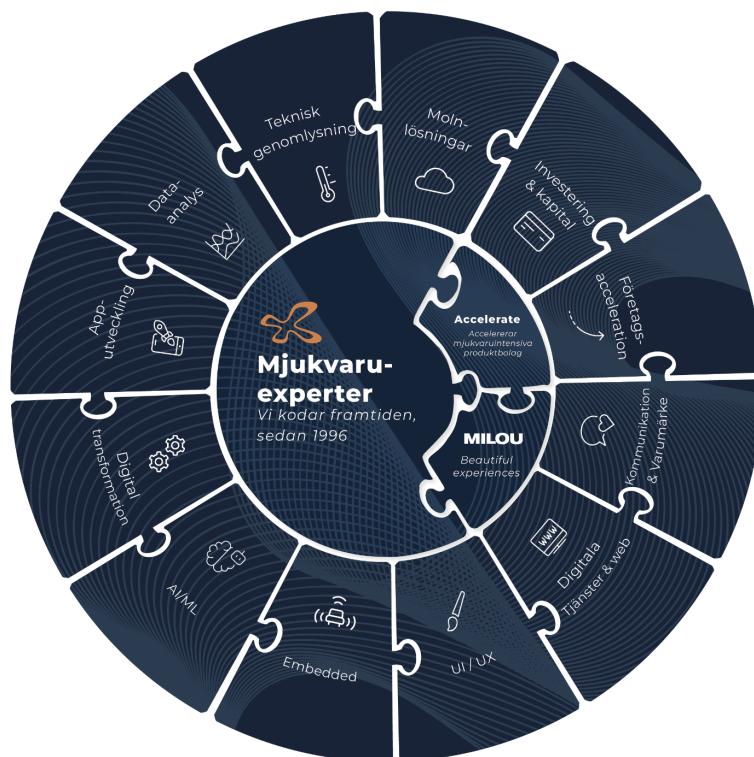 Teknisk
genomlysning
Moln-
lösningar
Investering
& kapital
Företags-
acceleration
Kommunikation
& Varumärke
Digitala
Tjänster & web
WWW
UI / UX
Embedded
AI/ML
Digital
transformation
App-
utveckling
Data-
analys
Mjukvaru-
experter
Vi kodar framtiden,
sedan 1996
Accelerate
Accelererar
mjukvaruintensiva
produktbolag
MILOU
Beautiful
experiences